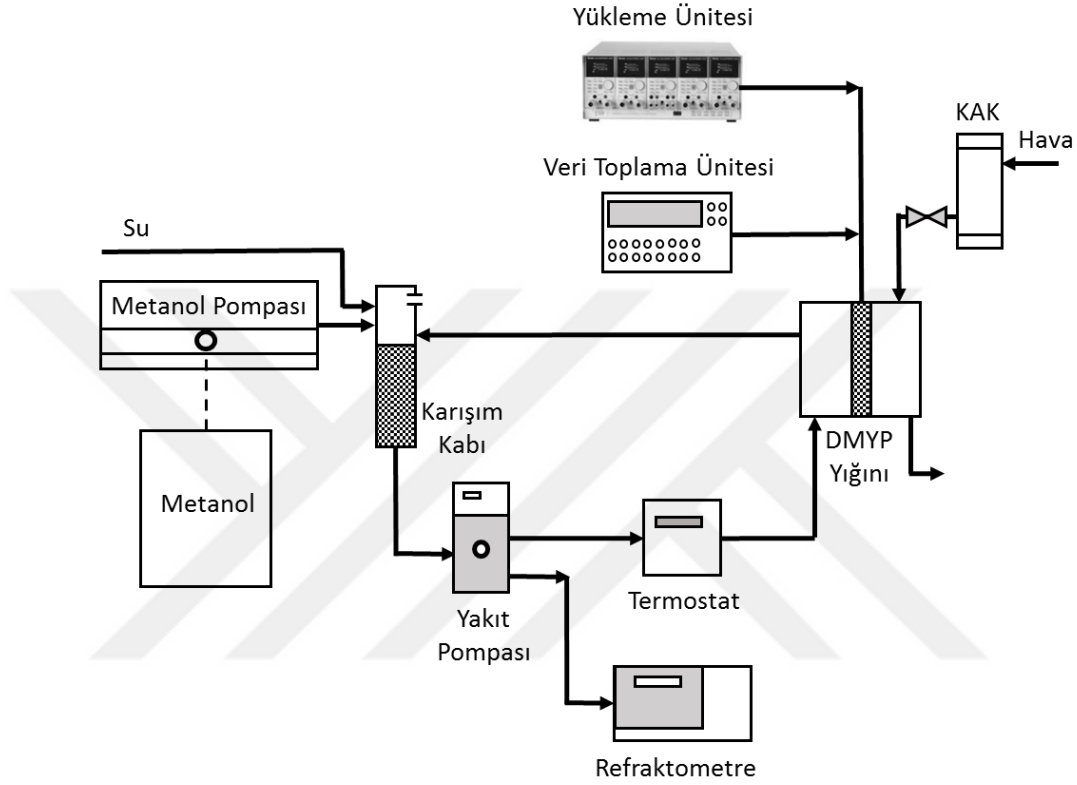 Yükleme Ünitesi
KAK
Hava
Veri Toplama Ünitesi
Su
Metanol Pompası
Karışım
Kabı
DMYP
Yığını
Metanol
Termostat
Yakıt
Pompası
Refraktometre